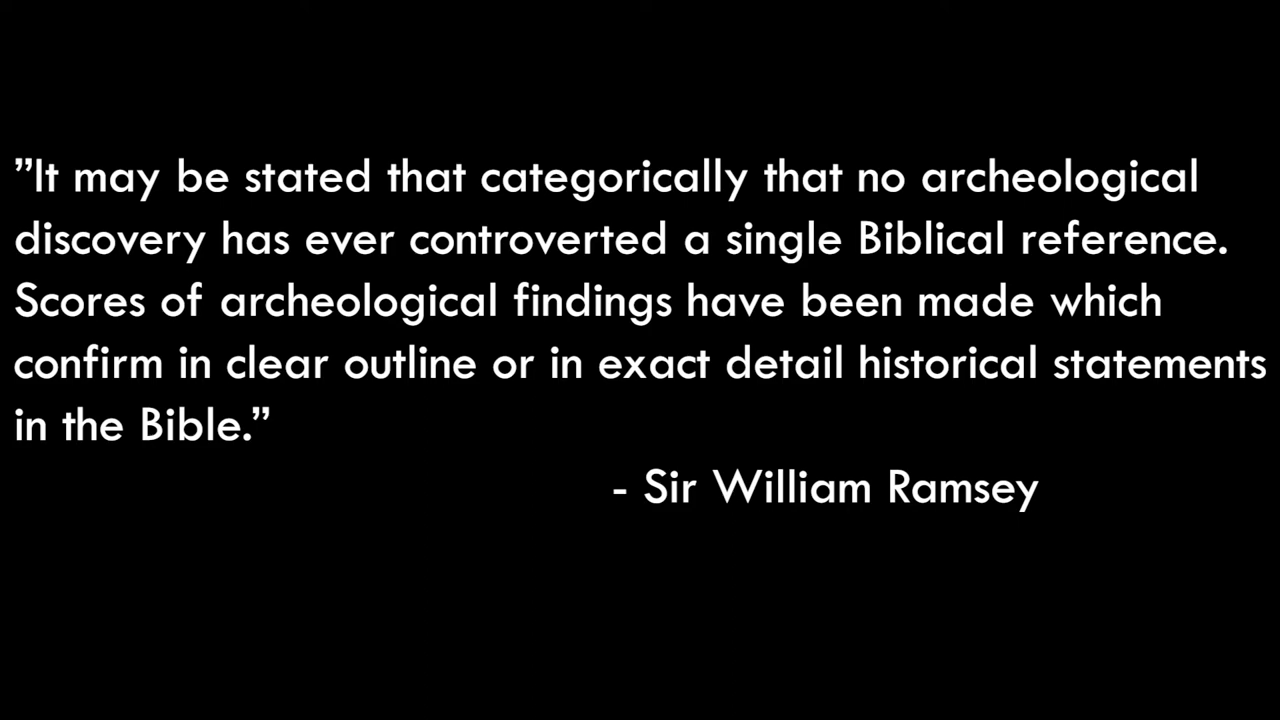 ”It may be stated that categorically that no archeological
discovery has ever controverted a single Biblical reference.
Scores of archeological findings have been made which
confirm in clear outline or in exact detail historical statements
in the Bible.”
- Sir William Ramsey